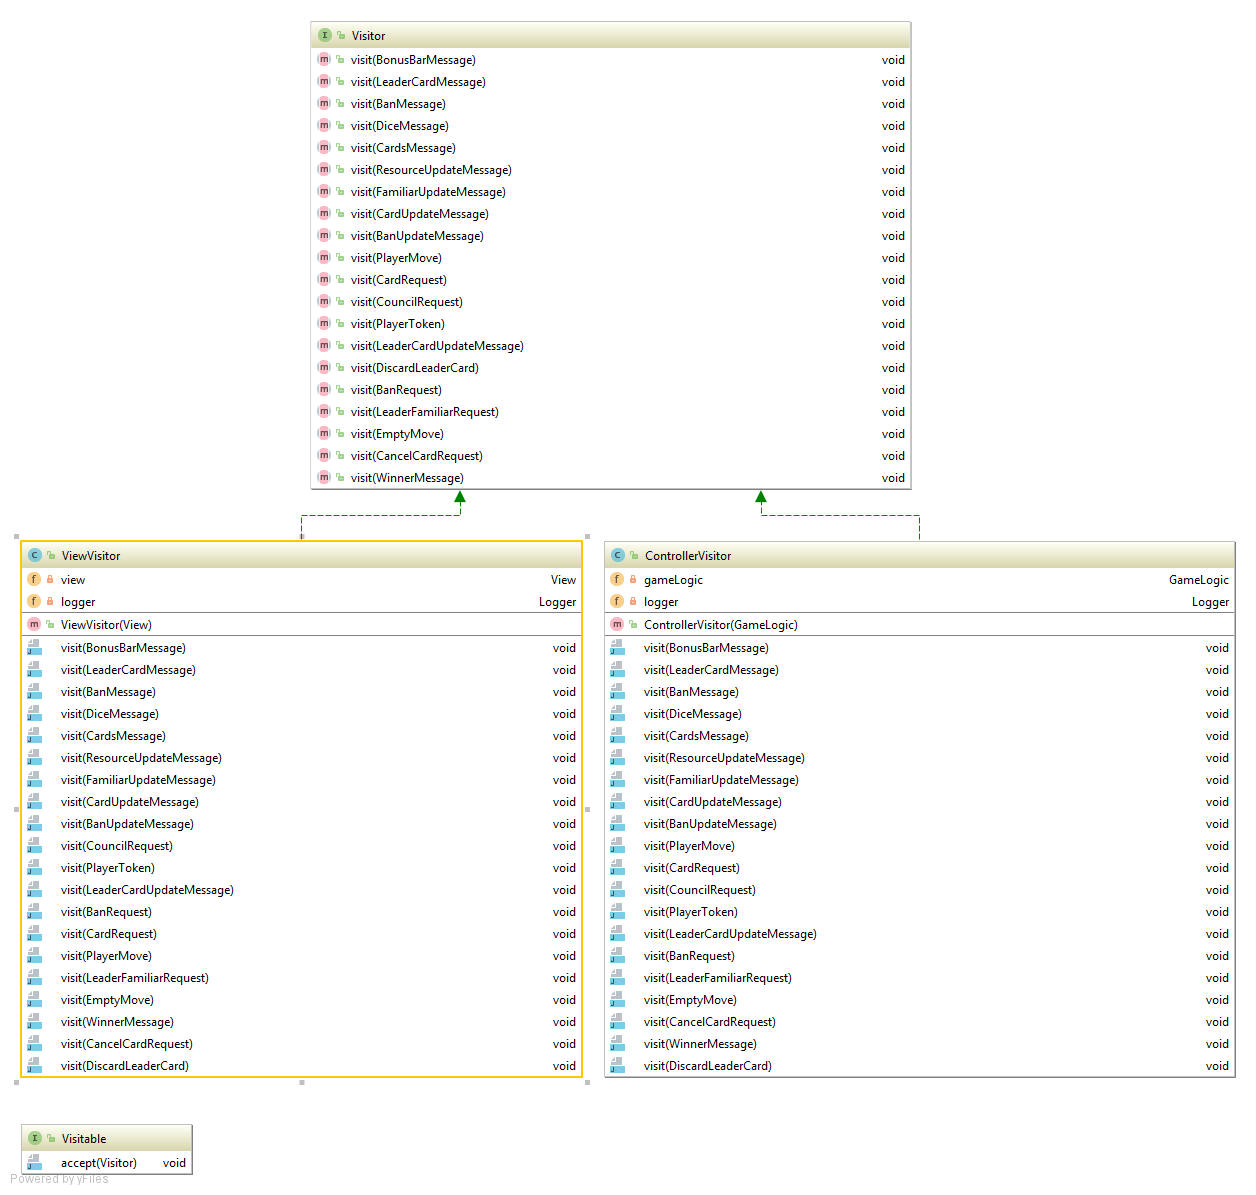 Visitor
visit(BonusBarMessage) void
visit(LeaderCardMessage) void
visit(BanMessage) void
visit(DiceMessage) void
visit(CardsMessage) void
visit(ResourceUpdateMessage) void
visit(FamiliarUpdateMessage) void
visit(CardUpdateMessage) void
visit(BanUpdateMessage) void
visit(PlayerMove) void
visit(CardRequest) void
visit(CouncilRequest) void
visit(PlayerToken) void
visit(LeaderCardUpdateMessage) void
visit(DiscardLeaderCard) void
visit(BanRequest) void
visit(LeaderFamiliarRequest) void
visit(EmptyMove) void
visit(CancelCardRequest) void
visit(WinnerMessage) void
ViewVisitor
view View
logger Logger
ViewVisitor(View)
visit(BonusBarMessage) void
visit(LeaderCardMessage) void
visit(BanMessage) void
visit(DiceMessage) void
visit(CardsMessage) void
visit(ResourceUpdateMessage) void
visit(FamiliarUpdateMessage) void
visit(CardUpdateMessage) void
visit(BanUpdateMessage) void
visit(CouncilRequest) void
visit(PlayerToken) void
visit(LeaderCardUpdateMessage) void
visit(BanRequest) void
visit(CardRequest) void
visit(PlayerMove) void
visit(LeaderFamiliarRequest) void
visit(EmptyMove) void
visit(WinnerMessage) void
visit(CancelCardRequest) void
visit(DiscardLeaderCard) void
ControllerVisitor
gameLogic GameLogic
logger Logger
ControllerVisitor(GameLogic)
visit(BonusBarMessage) void
visit(LeaderCardMessage) void
visit(BanMessage) void
visit(DiceMessage) void
visit(CardsMessage) void
visit(ResourceUpdateMessage) void
visit(FamiliarUpdateMessage) void
visit(CardUpdateMessage) void
visit(BanUpdateMessage) void
visit(PlayerMove) void
visit(CardRequest) void
visit(CouncilRequest) void
visit(PlayerToken) void
visit(LeaderCardUpdateMessage) void
visit(BanRequest) void
visit(LeaderFamiliarRequest) void
visit(EmptyMove) void
visit(CancelCardRequest) void
visit(WinnerMessage) void
visit(DiscardLeaderCard) void
Visitable
accept(Visitor) void
Powered by yFiles